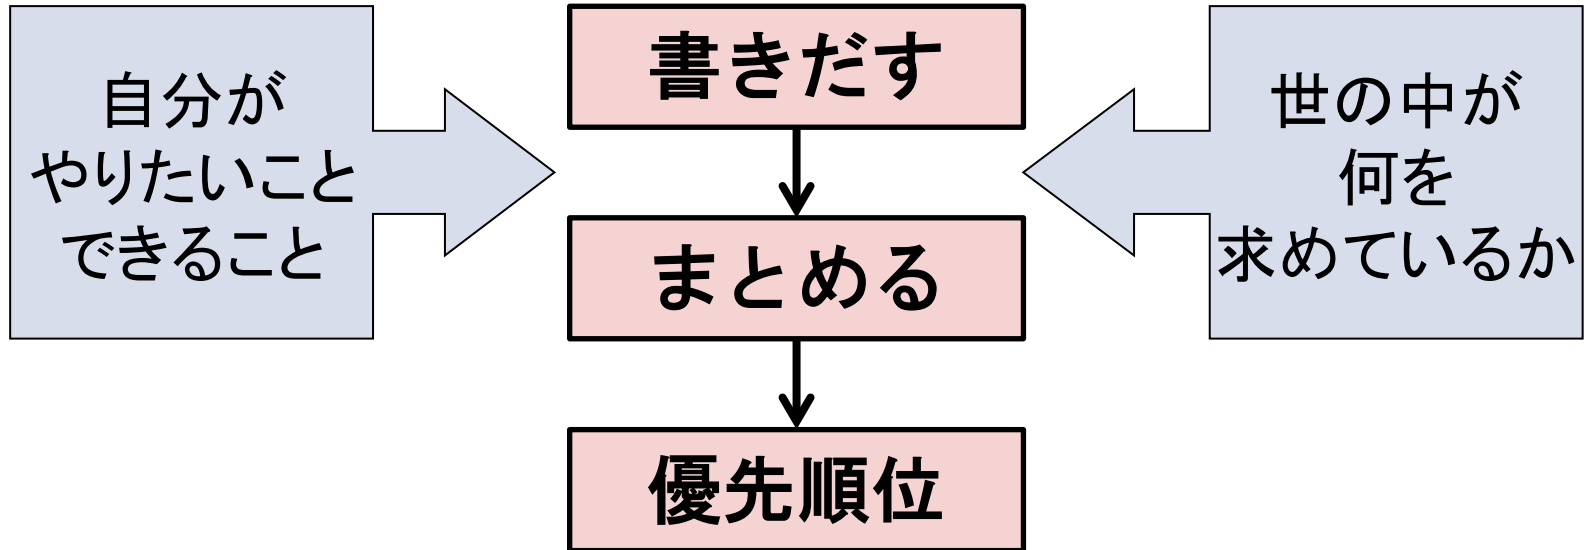 自分が
やりたいこと
できること
書きだす
まとめる
優先順位
世の中が
何を
求めているか